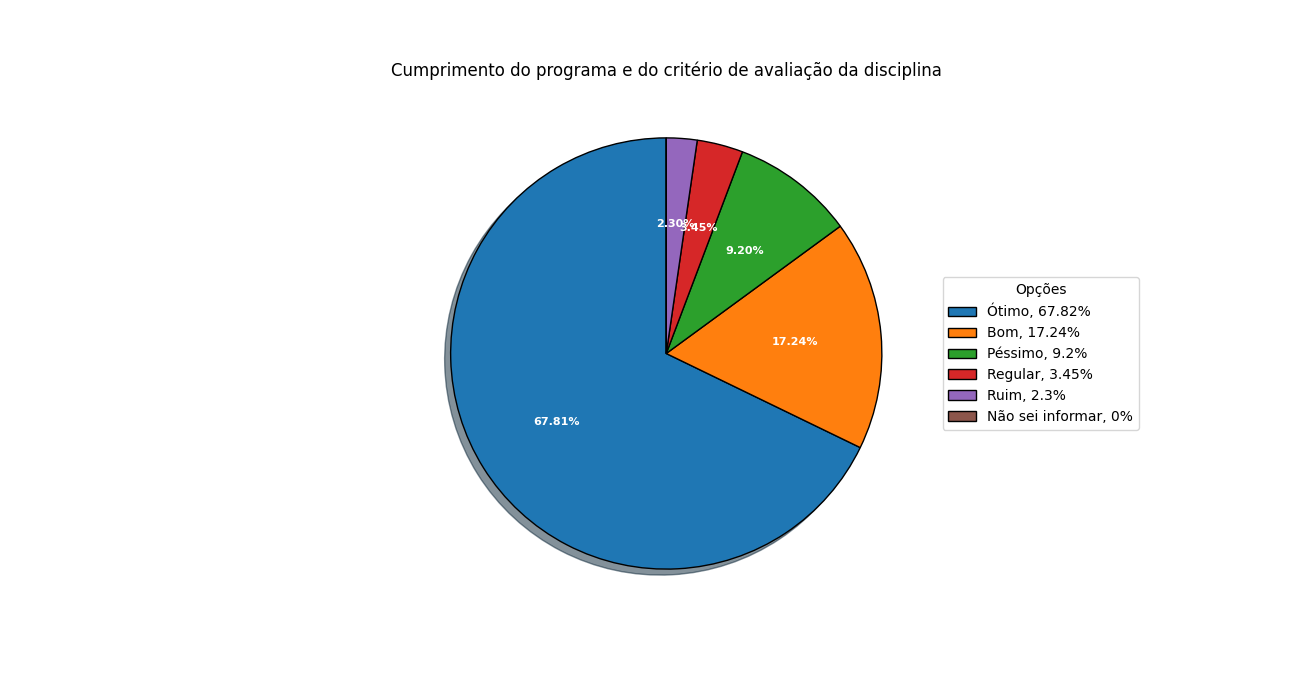 Cumprimento do programa e do critério de avaliação da disciplina
2.30%
3.45%
9.20%
17.24%
67.81%
Opções
Ótimo, 67.82%
Bom, 17.24%
Péssimo, 9.2%
Regular, 3.45%
Ruim, 2.3%
Não sei informar, 0%